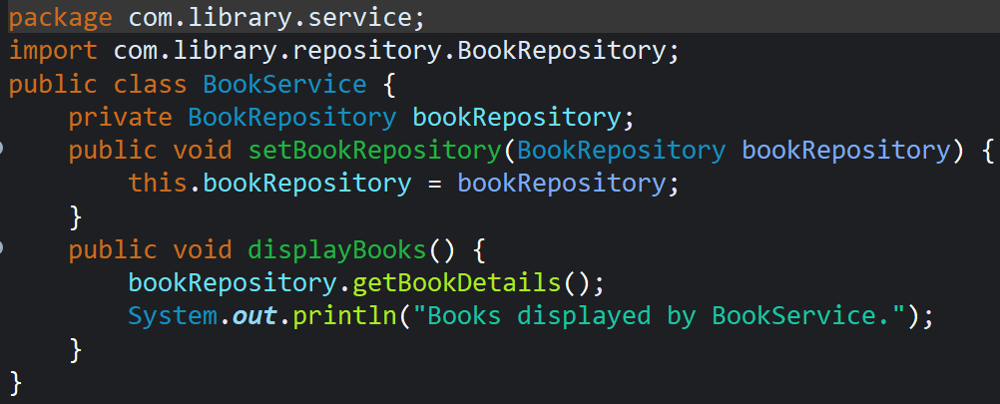 package com.library.service;
import com.library.repository.BookRepository;
public class BookService {
    private BookRepository bookRepository;
    public void setBookRepository(BookRepository bookRepository) {
        this.bookRepository = bookRepository;
    }
    public void displayBooks() {
        bookRepository.getBookDetails();
        System.out.println("Books displayed by BookService.");
    }
}